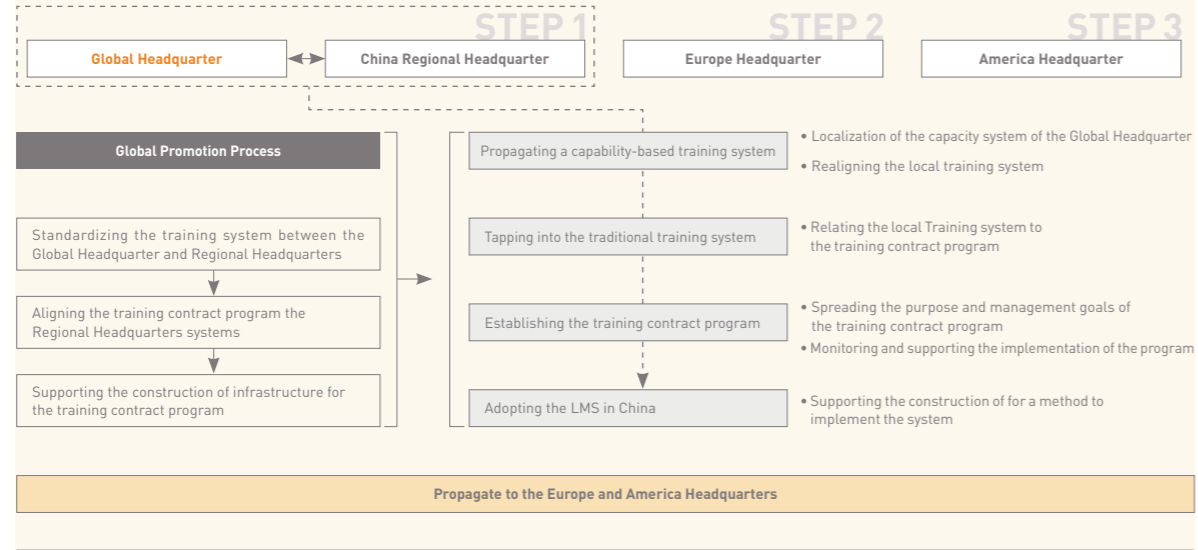 STEP 1
STEP 2
STEP 3
Global Headquarter
China Regional Headquarter
Europe Headquarter
America Headquarter
Global Promotion Process
Standardizing the training system between the
Global Headquarter and Regional Headquarters
Aligning the training contract program the
Regional Headquarters systems
Supporting the construction of infrastructure for
the training contract program
Propagating a capability-based training system
• Localization of the capacity system of the Global Headquarter
• Realigning the local training system
Tapping into the traditional training system
• Relating the local Training system to
the training contract program
Establishing the training contract program
• Spreading the purpose and management goals of
the training contract program
• Monitoring and supporting the implementation of the program
Adopting the LMS in China
• Supporting the construction of for a method to
implement the system
Propagate to the Europe and America Headquarters